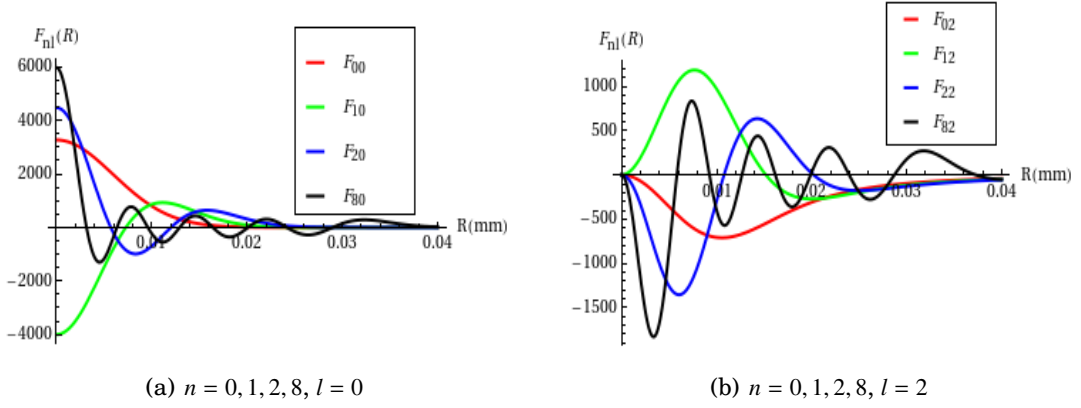 F_nl(R)
6000
4000
2000
−2000
−4000
0.01
0.02
0.03
0.04
R(mm)
F_00
F_10
F_20
F_80
(a) n = 0, 1, 2, 8, l = 0
F_nl(R)
1000
500
−500
−1000
−1500
0.01
0.02
0.03
0.04
R(mm)
F_02
F_12
F_22
F_82
(b) n = 0, 1, 2, 8, l = 2